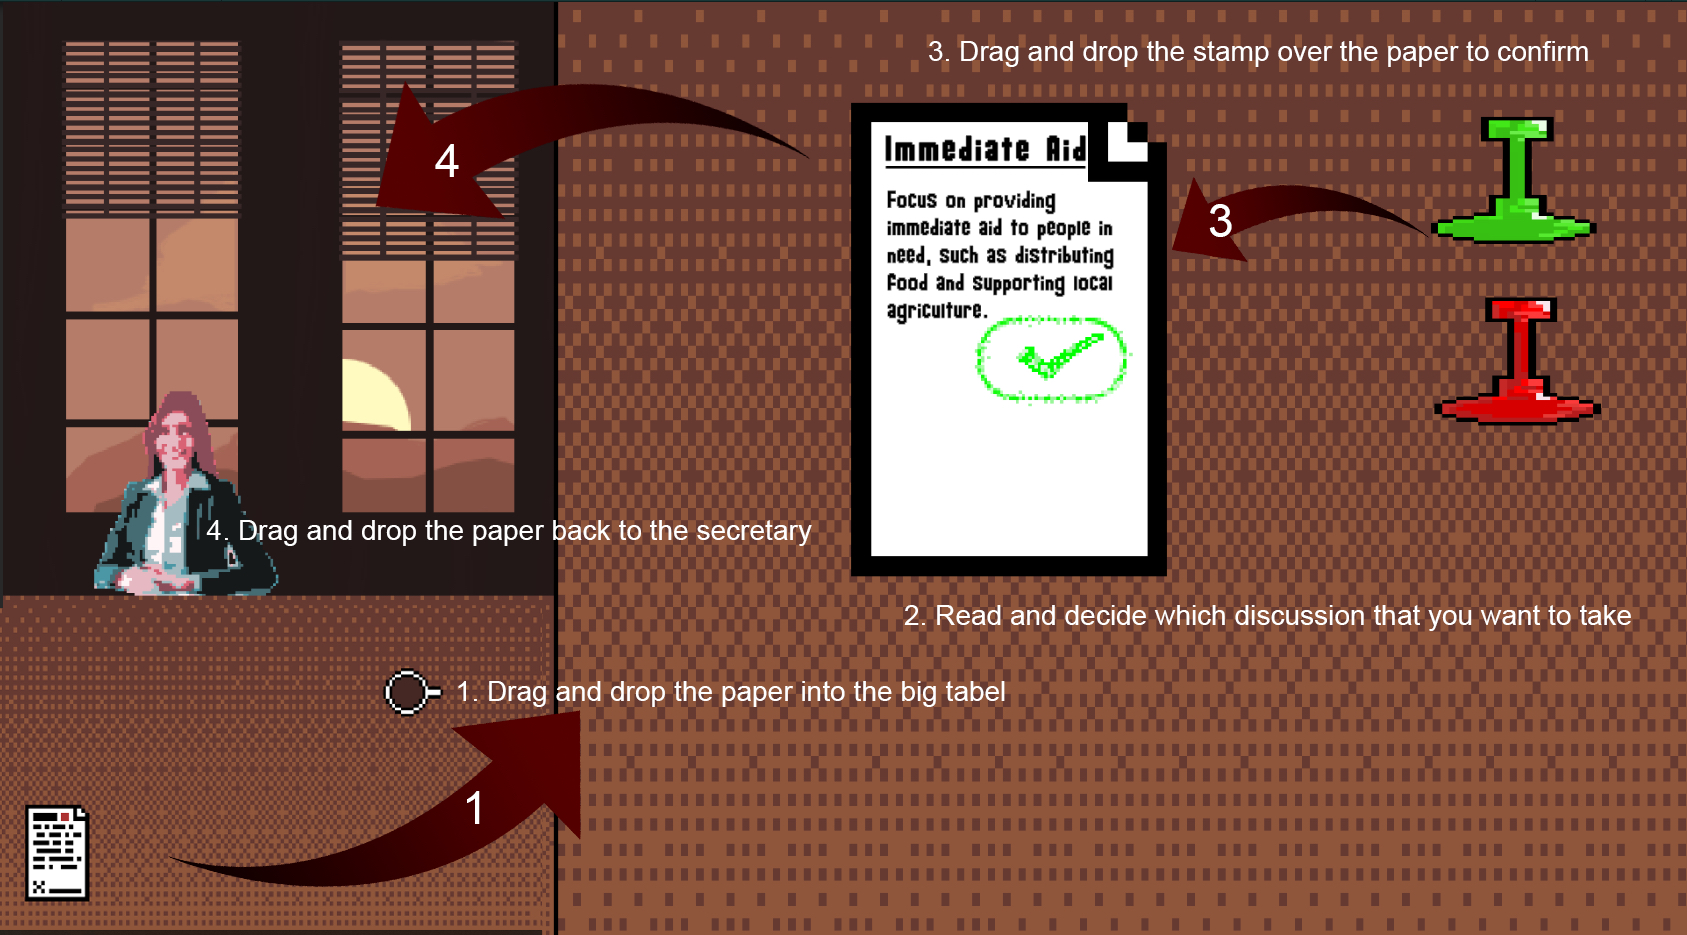 3. Drag and drop the stamp over the paper to confirm
4
Immediate Aid
3
Focus on providing
immediate aid to people in
need, such as distributing
food and supporting local
agriculture.
4. Drag and drop the paper back to the secretary
2. Read and decide which discussion that you want to take
1. Drag and drop the paper into the big tabel
1